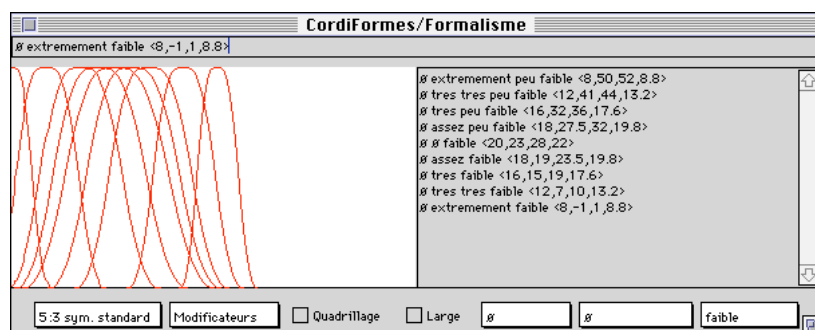 CordiFormes/Formalisme
ø extremement faible <8,-1,1,8.8>
ø extremement peu faible <8,50,52,8.8>
ø tres tres peu faible <12,41,44,13.2>
ø tres peu faible <16,32,36,17.6>
ø assez peu faible <18,27.5,32,19.8>
ø ø faible <20,23,28,22>
ø assez faible <18,19,23.5,19.8>
ø tres faible <16,15,19,17.6>
ø tres tres faible <12,7,10,13.2>
ø extremement faible <8,-1,1,8.8>
5:3 sym. standard Modificateurs Quadrillage Large ø ø faible